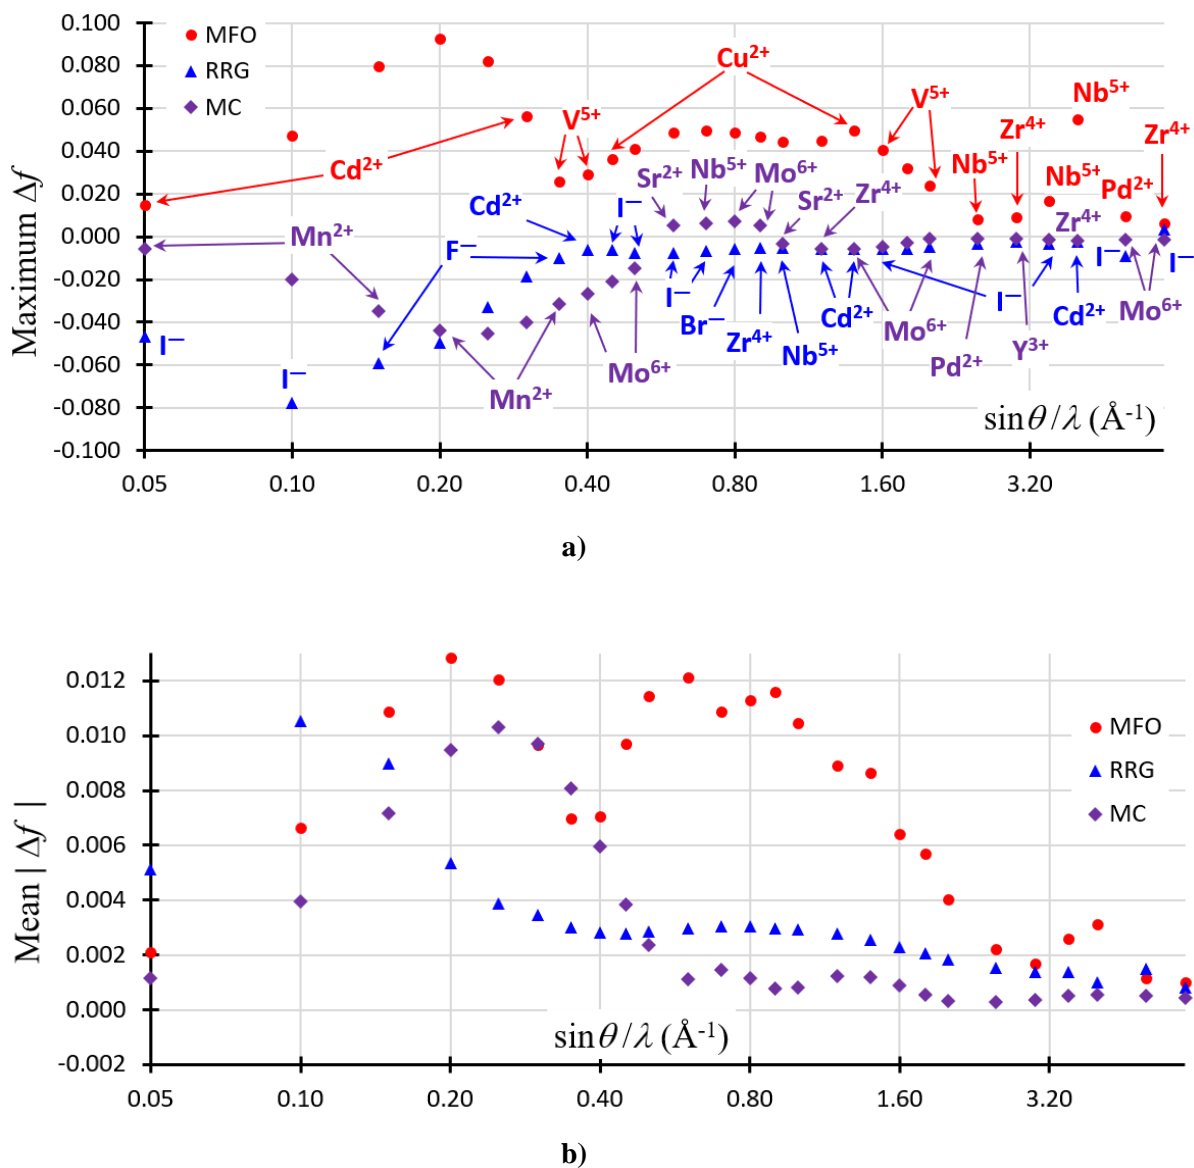 0.100
MFO
0.080
RRG
Cu²⁺
Nb⁵⁺
0.060
MC
V⁵⁺
V⁵⁺
Zr⁴⁺
Zr⁴⁺
0.040
Cd²⁺
Sr²⁺
Nb⁵⁺
Mo⁶⁺
Nb⁵⁺
Nb⁵⁺
Pd²⁺
0.020
Cd²⁺
I⁻
Sr²⁺
Zr⁴⁺
Zr⁴⁺
0.000
Mn²⁺
F⁻
I⁻
I⁻
-0.020
I⁻
Br⁻
I⁻
Cd²⁺
Mo⁶⁺
-0.040
I⁻
Zr⁴⁺
Nb⁵⁺
Cd²⁺
Mo⁶⁺
Y³⁺
-0.060
I⁻
Mn²⁺
Mo⁶⁺
Pd²⁺
-0.080
sinθ/λ (Å⁻¹)
-0.100
Maximum Δf
0.05 0.10 0.20 0.40 0.80 1.60 3.20
a)
0.012
0.010
MFO
0.008
RRG
0.006
MC
0.004
0.002
0.000
sinθ/λ (Å⁻¹)
-0.002
Mean | Δf |
0.05 0.10 0.20 0.40 0.80 1.60 3.20
b)